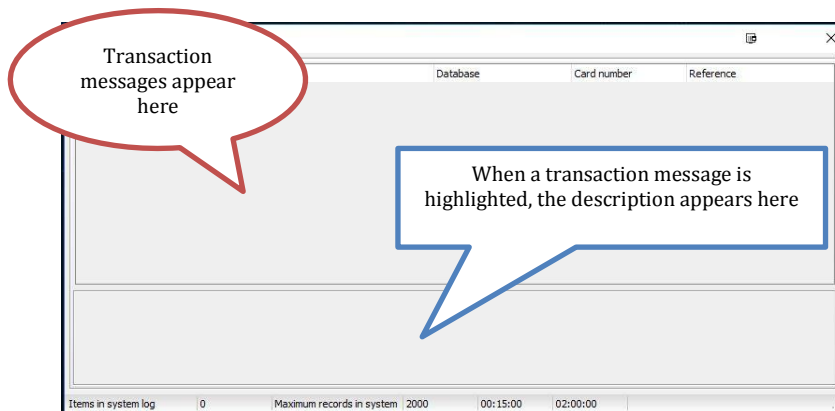 Transaction
messages appear
here
Database Card number Reference
When a transaction message is
highlighted, the description appears here
Items in system log 0 Maximum records in system 2000 00:15:00 02:00:00